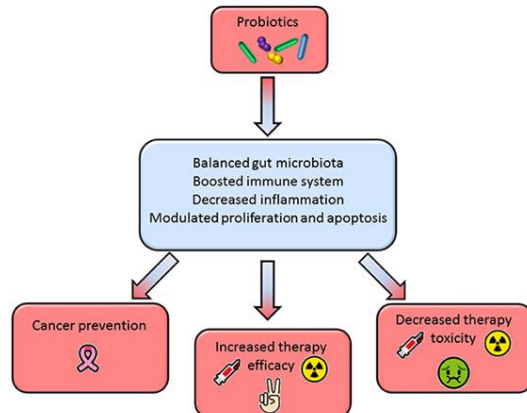 Probiotics
Balanced gut microbiota
Boosted immune system
Decreased inflammation
Modulated proliferation and apoptosis
Cancer prevention
Increased therapy
efficacy
Decreased therapy
toxicity